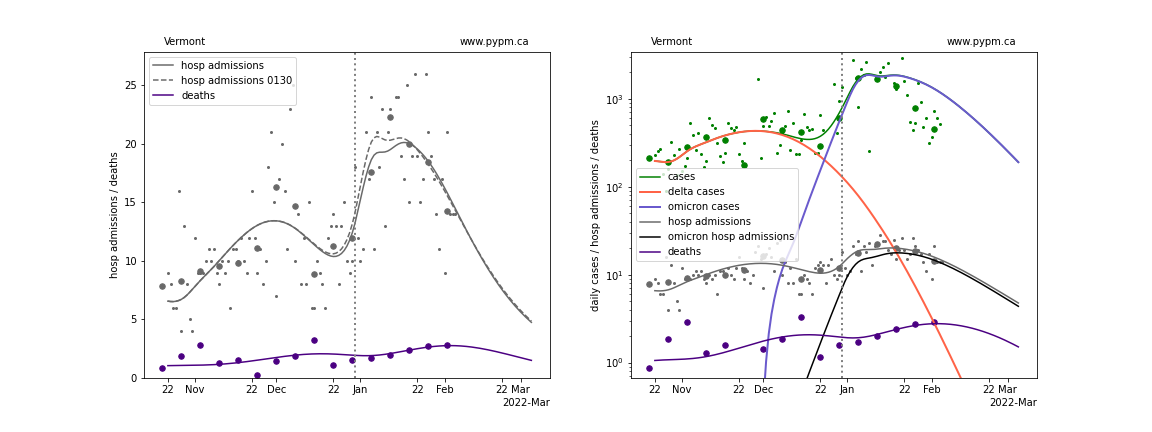 Vermont www.pypm.ca
hosp admissions
hosp admissions 0130
deaths
hosp admissions / deaths
25
20
15
10
5
0
22 Nov 22 Dec 22 Jan 22 Feb 22 Mar
2022-Mar
Vermont www.pypm.ca
cases
delta cases
omicron cases
hosp admissions
omicron hosp admissions
deaths
daily cases / hosp admissions / deaths
10³
10²
10¹
10⁰
22 Nov 22 Dec 22 Jan 22 Feb 22 Mar
2022-Mar